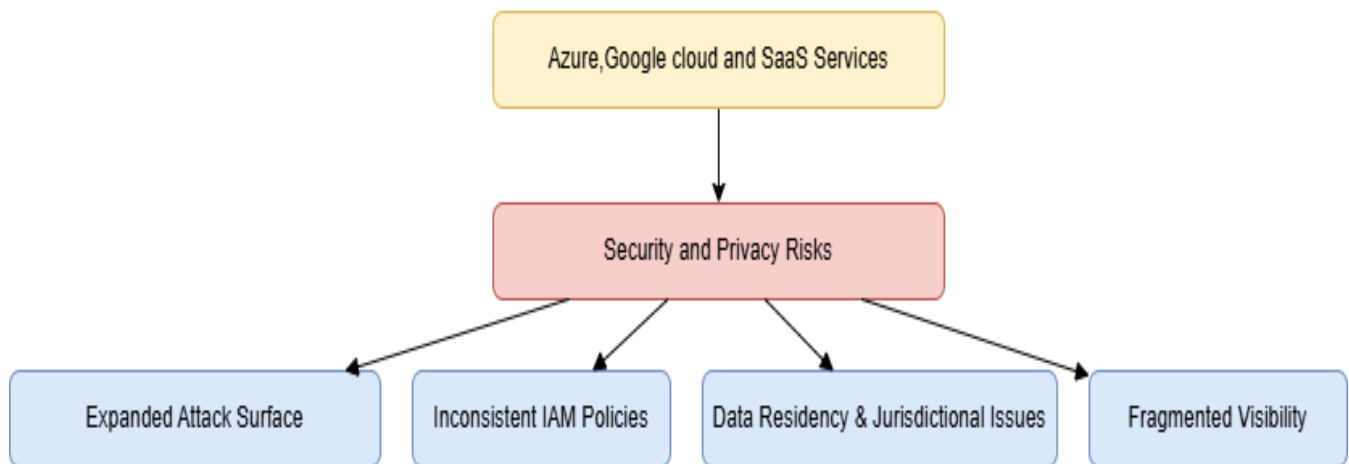 Azure,Google cloud and SaaS Services
Security and Privacy Risks
Expanded Attack Surface
Inconsistent IAM Policies
Data Residency & Jurisdictional Issues
Fragmented Visibility